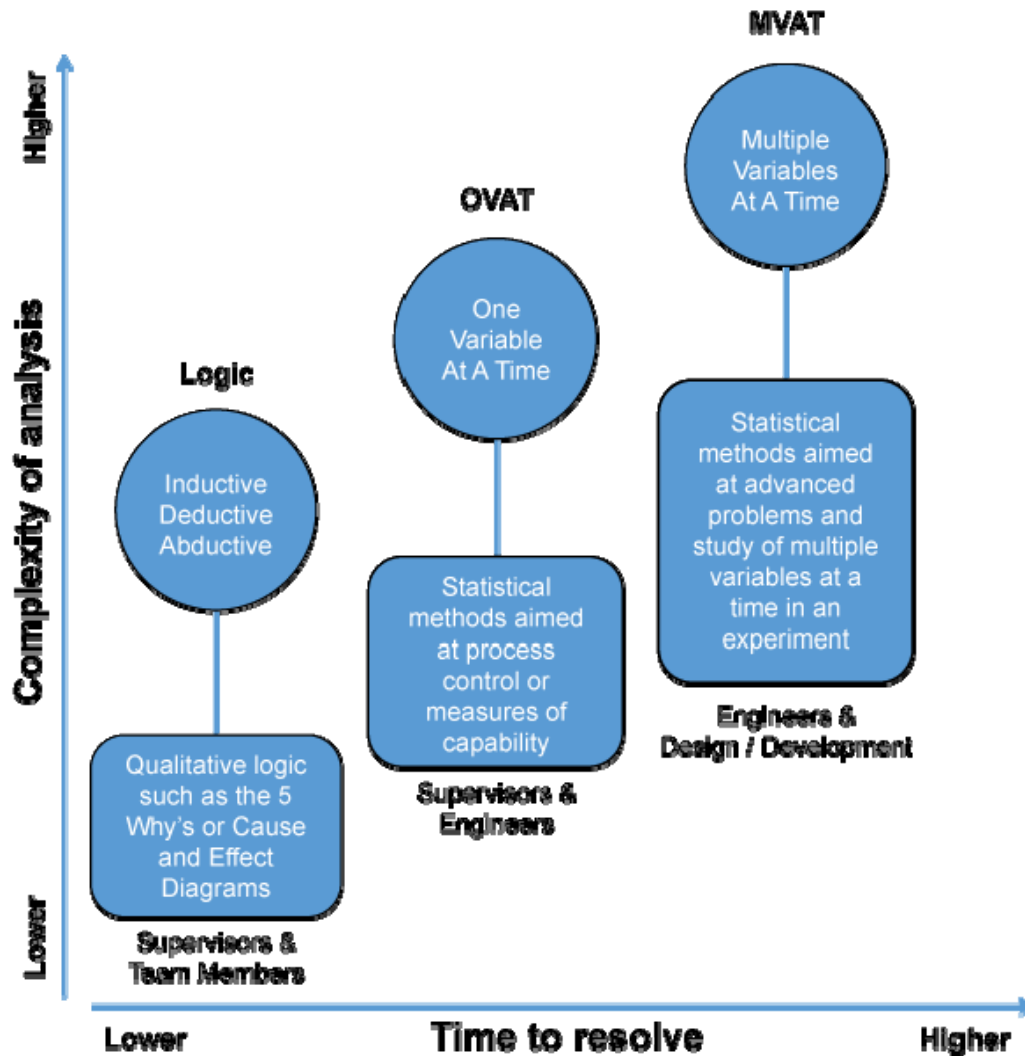 MVAT
Multiple
Variables
At A Time
OVAT
One
Variable
At A Time
Logic
Inductive
Deductive
Abductive
Statistical
methods aimed
at advanced
problems and
study of multiple
variables at a
time in an
experiment
Engineers &
Design / Development
Statistical
methods aimed
at process
control or
measures of
capability
Supervisors &
Engineers
Qualitative logic
such as the 5
Why's or Cause
and Effect
Diagrams
Supervisors &
Team Members
Higher
Complexity of analysis
Lower
Lower
Time to resolve
Higher